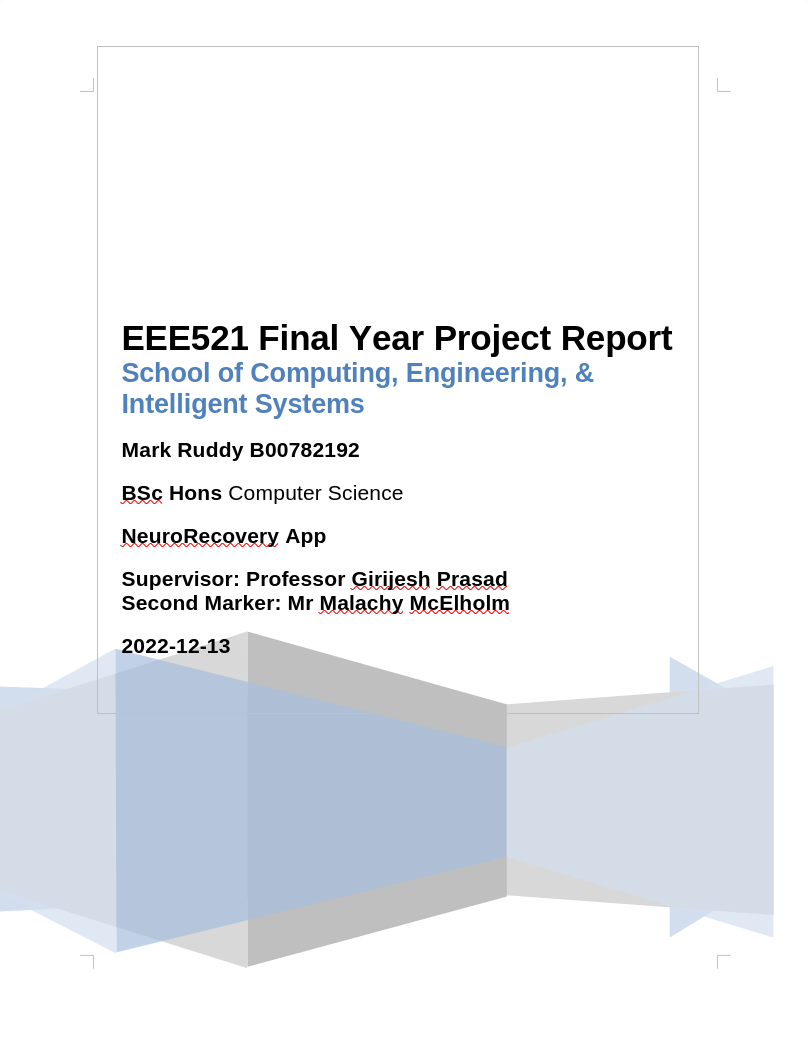 EEE521 Final Year Project Report
School of Computing, Engineering, &
Intelligent Systems
Mark Ruddy B00782192
BSc Hons Computer Science
NeuroRecovery App
Supervisor: Professor Girijesh Prasad
Second Marker: Mr Malachy McElholm
2022-12-13